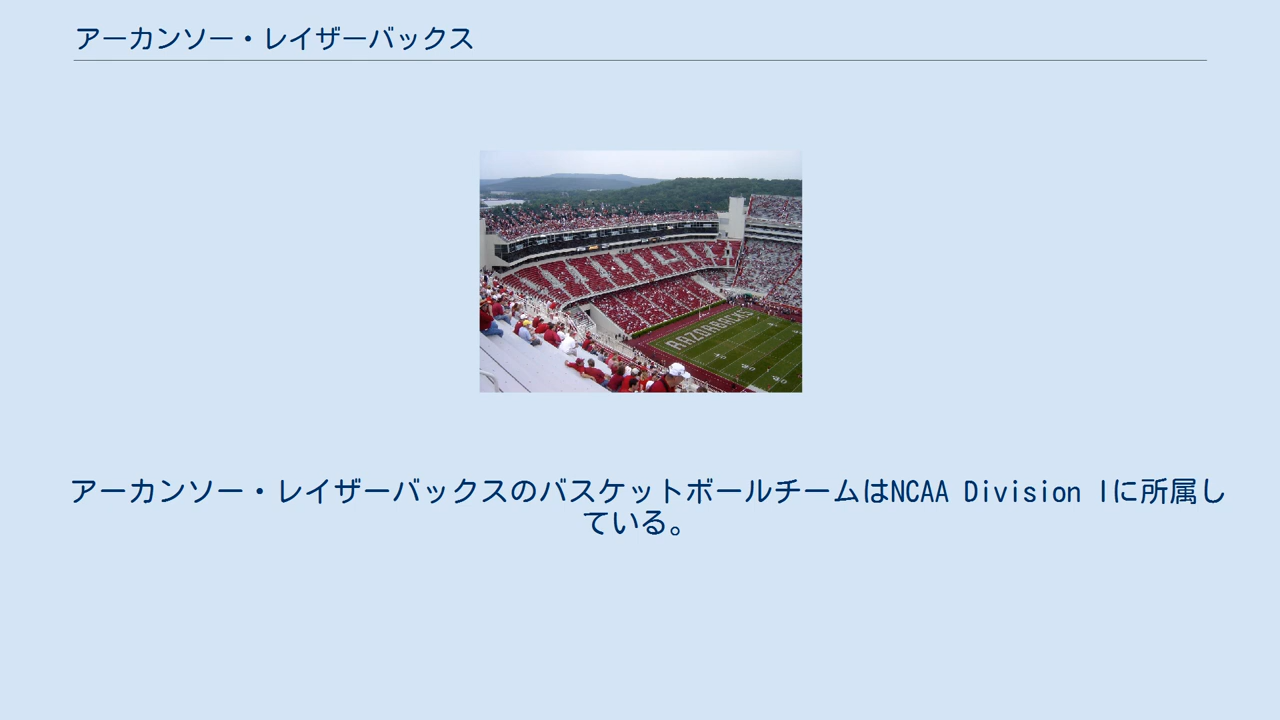 アーカンソー・レイザーバックス
RAZORBACKS
アーカンソー・レイザーバックスのバスケットボールチームはNCAA Division Iに所属し
ている。